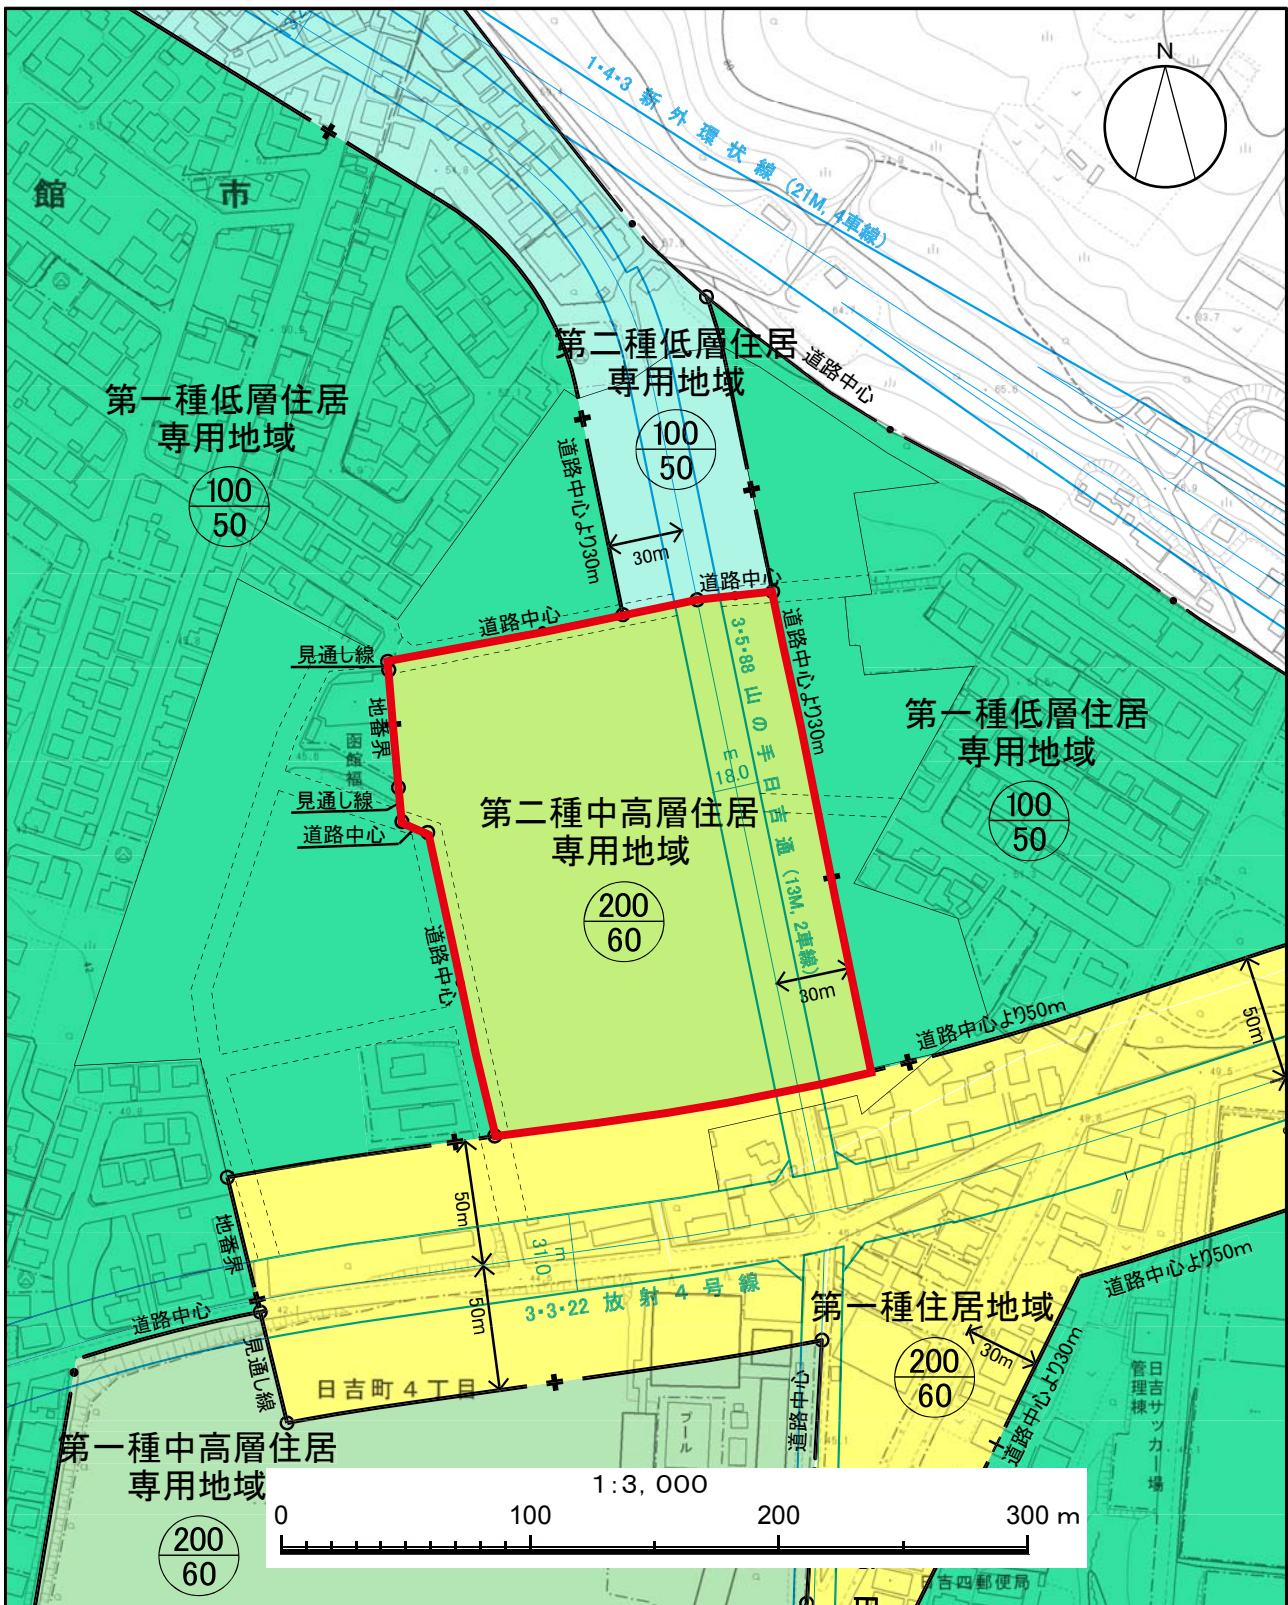 1・4・3 新外環状線 (21M, 4車線)
N
館 市
第二種低層住居
専用地域
100
50
道路中心
第一種低層住居
専用地域
100
50
道路中心より30m
30m
道路中心
道路中心
見通し線
地番界
函館福
見通し線
道路中心
3・5・88 山の手日吉通 (13M, 2車線)
道路中心より30m
18.0
m
第一種低層住居
専用地域
100
50
第二種中高層住居
専用地域
200
60
道路中心
30m
道路中心より50m
50m
50m
地番界
31.0
m
3・3・22 放射4号線
50m
道路中心より50m
道路中心
第一種住居地域
200
60
30m
道路中心より30m
見通し線
日吉町4丁目
道路中心
プール
日吉サッカー場
管理棟
第一種中高層住居
専用地域
200
60
1:3,000
0 100 200 300 m
日吉四郵便局